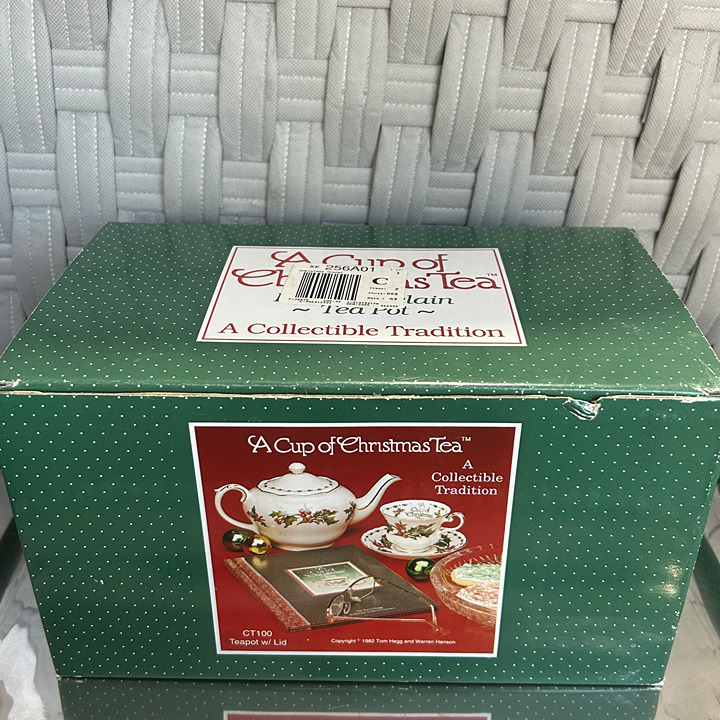 A Cup of
Christmas Tea™
256A01
C
~ Tea Pot ~
A Collectible Tradition
A Cup of Christmas Tea™
A
Collectible
Tradition
CT100
Teapot w/ Lid
Copyright © 1982 Tom Hegg and Warren Hanson